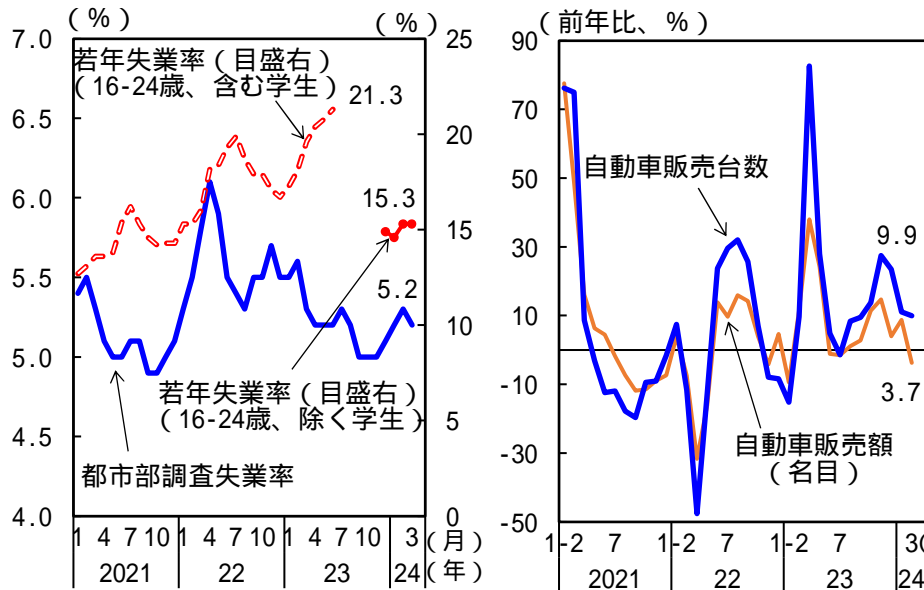 (%)
(%)
7.0
6.5
6.0
5.5
5.0
4.5
4.0
25
20
15
10
5
0
若年失業率(目盛右)
(16-24歳、含む学生)
21.3
15.3
5.2
若年失業率(目盛右)
(16-24歳、除く学生)
都市部調査失業率
1 4 7 10 1 4 7 10 1 4 7 10 3 (月)
2021 22 23 24 (年)
(前年比、%)
90
70
50
30
10
-10
-30
-50
自動車販売台数
9.9
3.7
自動車販売額
(名目)
1-2 7 1-2 7 1-2 7 30
2021 22 23 24